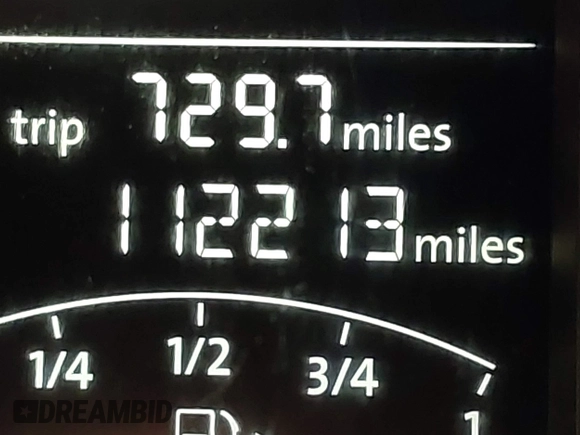 trip 729.7 miles
112213 miles
1/4 1/2 3/4 1
DREAMBID